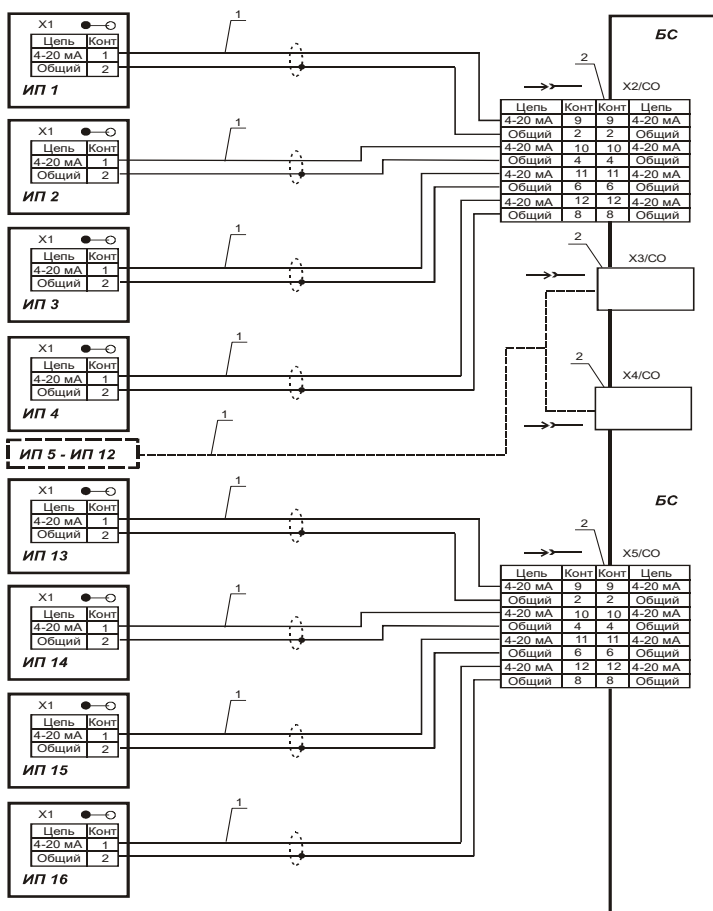 X1
Цепь Конт
4-20 мА 1
Общий 2
ИП 1
1
X1
Цепь Конт
4-20 мА 1
Общий 2
ИП 2
1
X1
Цепь Конт
4-20 мА 1
Общий 2
ИП 3
1
X1
Цепь Конт
4-20 мА 1
Общий 2
ИП 4
1
ИП 5 - ИП 12
1
БС
2
X2/CO
Цепь Конт Конт Цепь
4-20 мА 9 9 4-20 мА
Общий 2 2 Общий
4-20 мА 10 10 4-20 мА
Общий 4 4 Общий
4-20 мА 11 11 4-20 мА
Общий 6 6 Общий
4-20 мА 12 12 4-20 мА
Общий 8 8 Общий
2
X3/CO
2
X4/CO
X1
Цепь Конт
4-20 мА 1
Общий 2
ИП 13
1
X1
Цепь Конт
4-20 мА 1
Общий 2
ИП 14
1
X1
Цепь Конт
4-20 мА 1
Общий 2
ИП 15
1
X1
Цепь Конт
4-20 мА 1
Общий 2
ИП 16
1
БС
2
X5/CO
Цепь Конт Конт Цепь
4-20 мА 9 9 4-20 мА
Общий 2 2 Общий
4-20 мА 10 10 4-20 мА
Общий 4 4 Общий
4-20 мА 11 11 4-20 мА
Общий 6 6 Общий
4-20 мА 12 12 4-20 мА
Общий 8 8 Общий